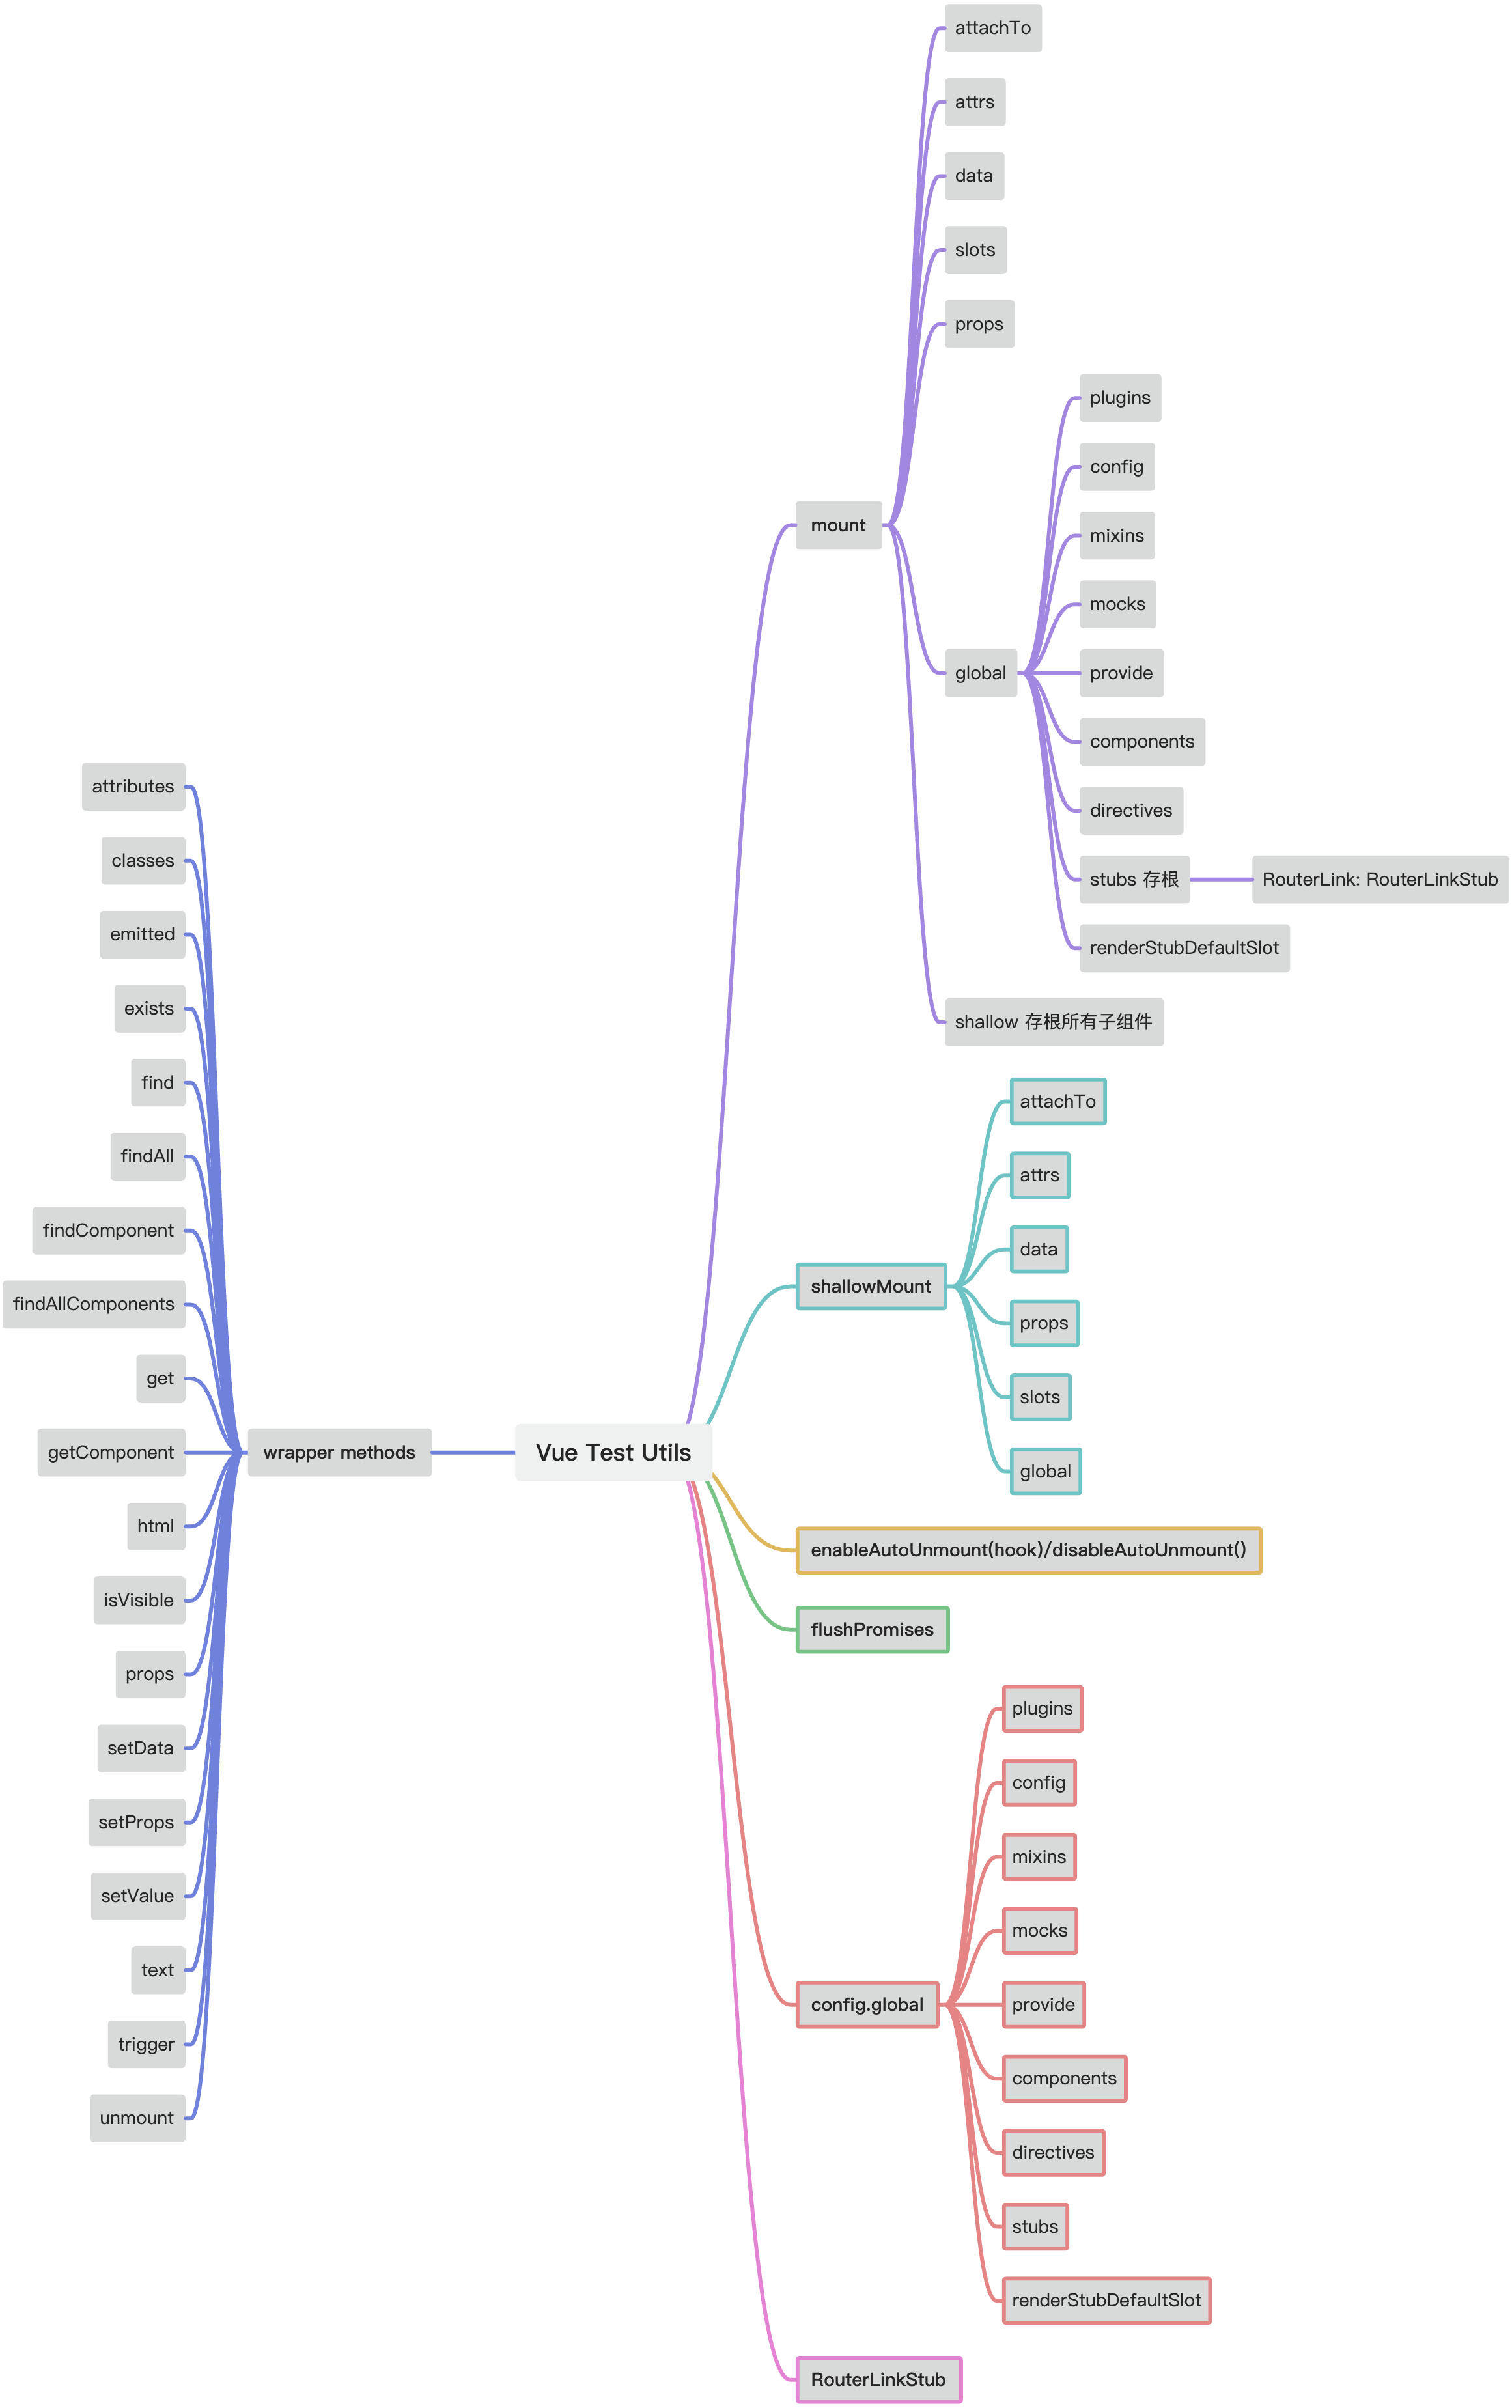 Vue Test Utils
mount
attachTo
attrs
data
slots
props
global
plugins
config
mixins
mocks
provide
components
directives
stubs 存根
RouterLink: RouterLinkStub
renderStubDefaultSlot
shallow 存根所有子组件
shallowMount
attachTo
attrs
data
props
slots
global
enableAutoUnmount(hook)/disableAutoUnmount()
flushPromises
config.global
plugins
config
mixins
mocks
provide
components
directives
stubs
renderStubDefaultSlot
RouterLinkStub
wrapper methods
attributes
classes
emitted
exists
find
findAll
findComponent
findAllComponents
get
getComponent
html
isVisible
props
setData
setProps
setValue
text
trigger
unmount